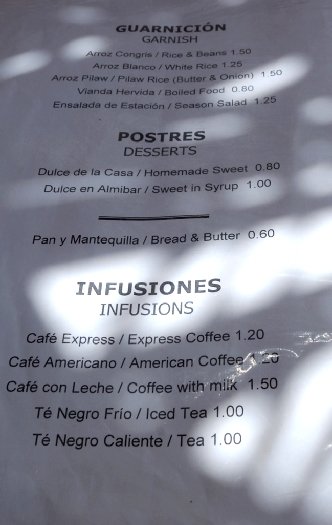 GUARNICIÓN
GARNISH
Arroz Congris / Rice & Beans 1.50
Arroz Blanco / White Rice 1.25
Arroz Pilaw / Pilaw Rice (Butter & Onion) 1.50
Vianda Hervida / Boiled Food 0.80
Ensalada de Estación / Season Salad 1.25
POSTRES
DESSERTS
Dulce de la Casa / Homemade Sweet 0.80
Dulce en Almibar / Sweet in Syrup 1.00
Pan y Mantequilla / Bread & Butter 0.60
INFUSIONES
INFUSIONS
Café Express / Express Coffee 1.20
Café Americano / American Coffee 1.20
Café con Leche / Coffee with milk 1.50
Té Negro Frío / Iced Tea 1.00
Té Negro Caliente / Tea 1.00